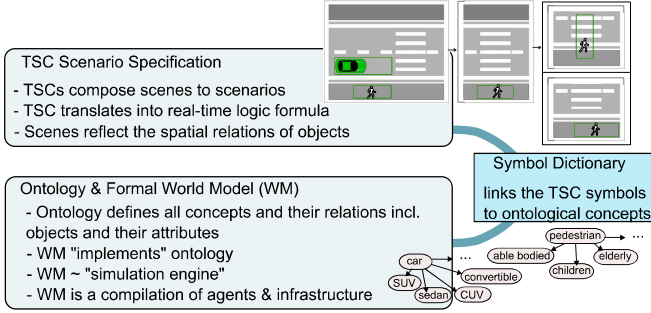 TSC Scenario Specification
- TSCs compose scenes to scenarios
- TSC translates into real-time logic formula
- Scenes reflect the spatial relations of objects
Symbol Dictionary
links the TSC symbols
to ontological concepts
Ontology & Formal World Model (WM)
- Ontology defines all concepts and their relations incl.
objects and their attributes
- WM "implements" ontology
- WM ~ "simulation engine"
- WM is a compilation of agents & infrastructure
car
...
SUV
sedan
CUV
convertible
pedestrian
...
able bodied
children
elderly